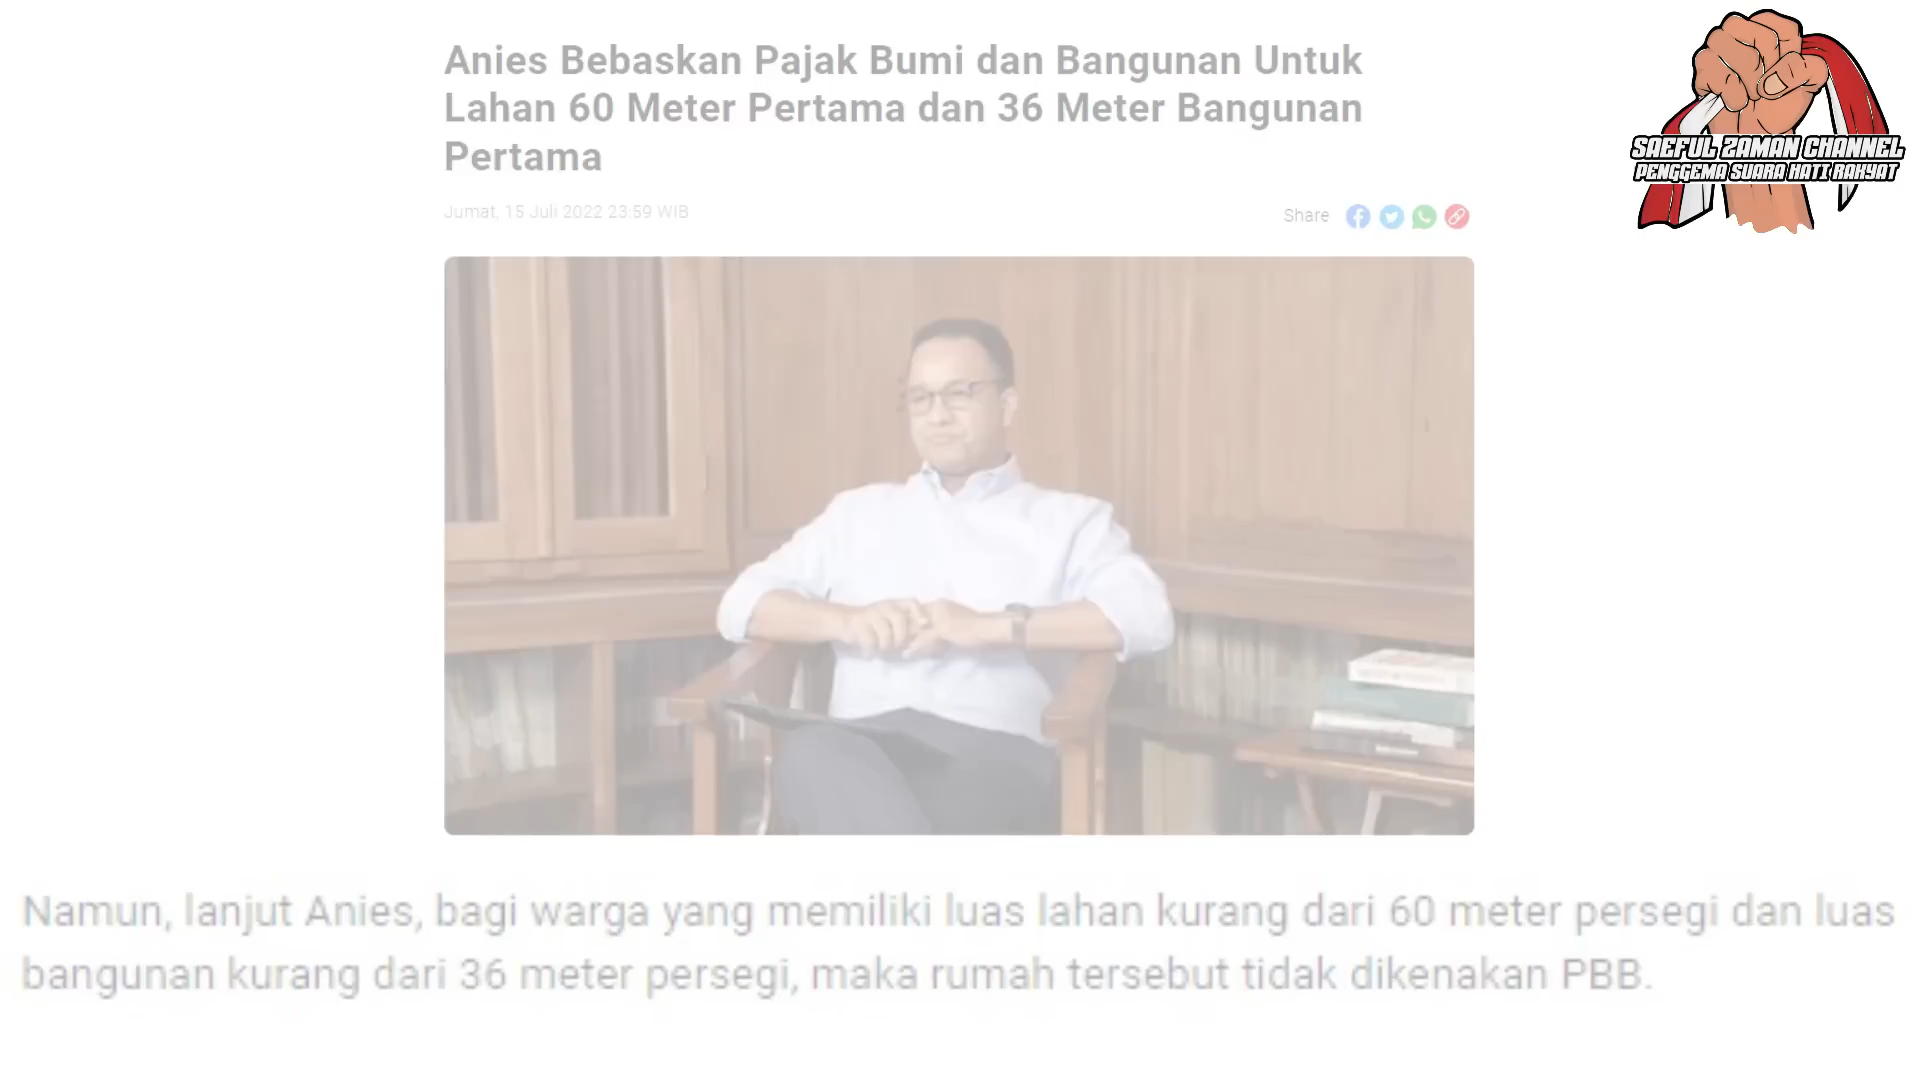 Anies Bebaskan Pajak Bumi dan Bangunan Untuk
Lahan 60 Meter Pertama dan 36 Meter Bangunan
Pertama
Jumat, 15 Juli 2022 23:59 WIB
Share
SAEFUL ZAMAN CHANNEL
PENGGEMA SUARA HATI RAKYAT
Namun, lanjut Anies, bagi warga yang memiliki luas lahan kurang dari 60 meter persegi dan luas
bangunan kurang dari 36 meter persegi, maka rumah tersebut tidak dikenakan PBB.